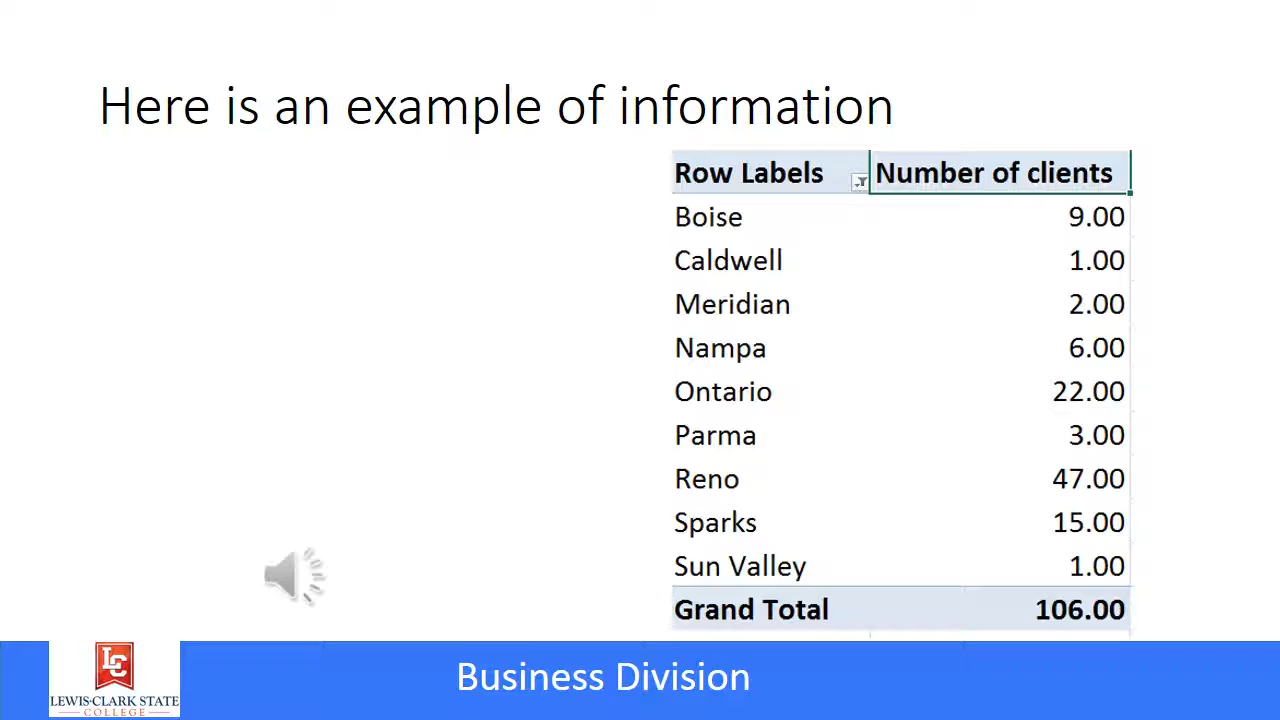 Here is an example of information
Row Labels Number of clients
Boise 9.00
Caldwell 1.00
Meridian 2.00
Nampa 6.00
Ontario 22.00
Parma 3.00
Reno 47.00
Sparks 15.00
Sun Valley 1.00
Grand Total 106.00
LC
LEWIS-CLARK STATE
COLLEGE
Business Division